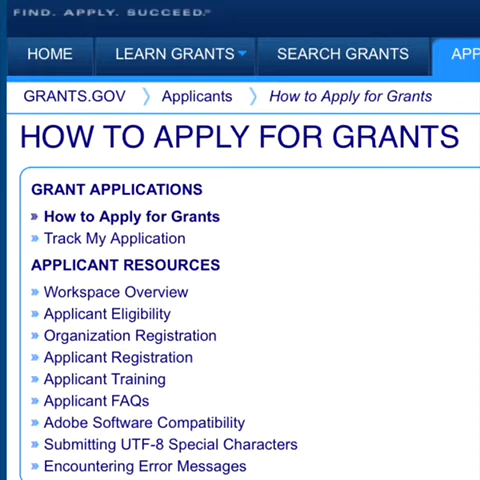 FIND. APPLY. SUCCEED.℠
HOME LEARN GRANTS SEARCH GRANTS
GRANTS.GOV Applicants How to Apply for Grants
HOW TO APPLY FOR GRANTS
GRANT APPLICATIONS
» How to Apply for Grants
» Track My Application
APPLICANT RESOURCES
» Workspace Overview
» Applicant Eligibility
» Organization Registration
» Applicant Registration
» Applicant Training
» Applicant FAQs
» Adobe Software Compatibility
» Submitting UTF-8 Special Characters
» Encountering Error Messages